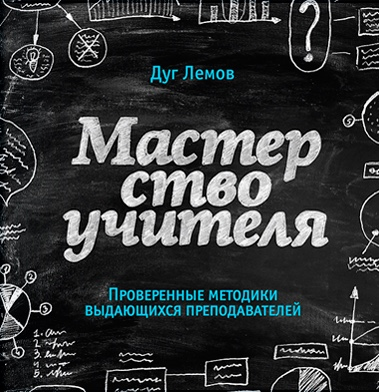 Дуг Лемов
Мастер
ство
учителя
Проверенные методики
выдающихся преподавателей